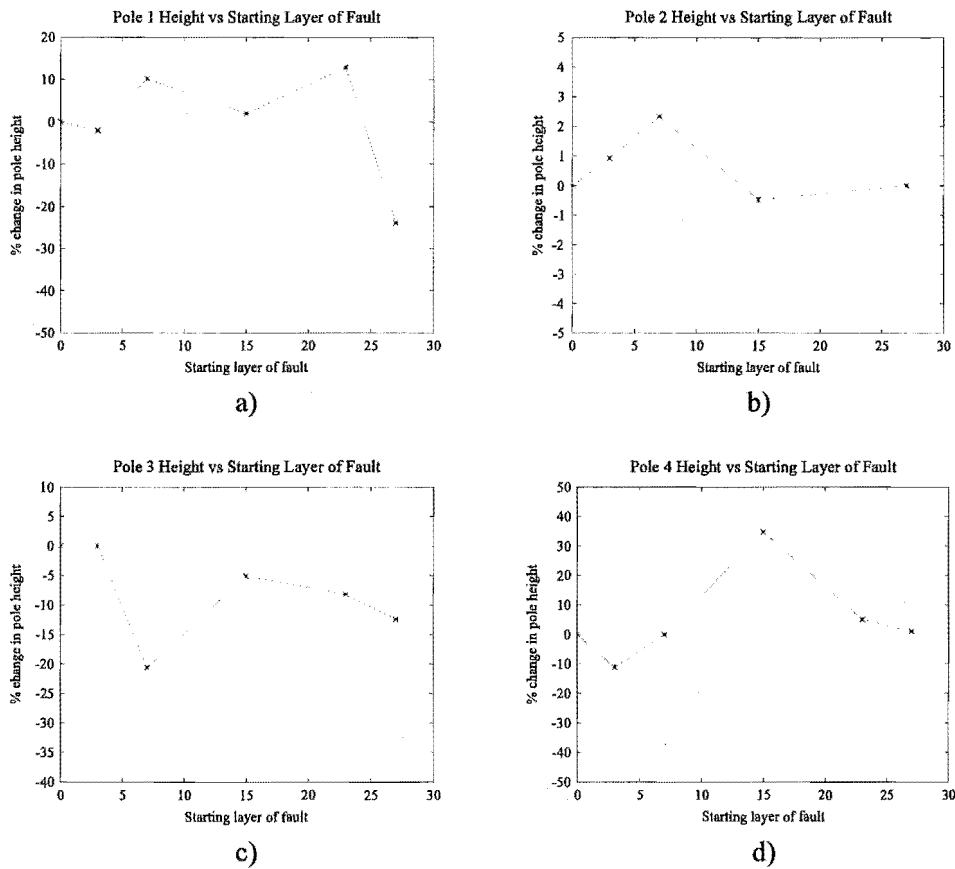 Pole 1 Height vs Starting Layer of Fault
20
10
0
-10
-20
-30
-40
-50
% change in pole height
0 5 10 15 20 25 30
Starting layer of fault
a)
Pole 2 Height vs Starting Layer of Fault
5
4
3
2
1
0
-1
-2
-3
-4
-5
% change in pole height
0 5 10 15 20 25 30
Starting layer of fault
b)
Pole 3 Height vs Starting Layer of Fault
10
5
0
-5
-10
-15
-20
-25
-30
-35
-40
% change in pole height
0 5 10 15 20 25 30
Starting layer of fault
c)
Pole 4 Height vs Starting Layer of Fault
50
40
30
20
10
0
-10
-20
-30
-40
-50
% change in pole height
0 5 10 15 20 25 30
Starting layer of fault
d)